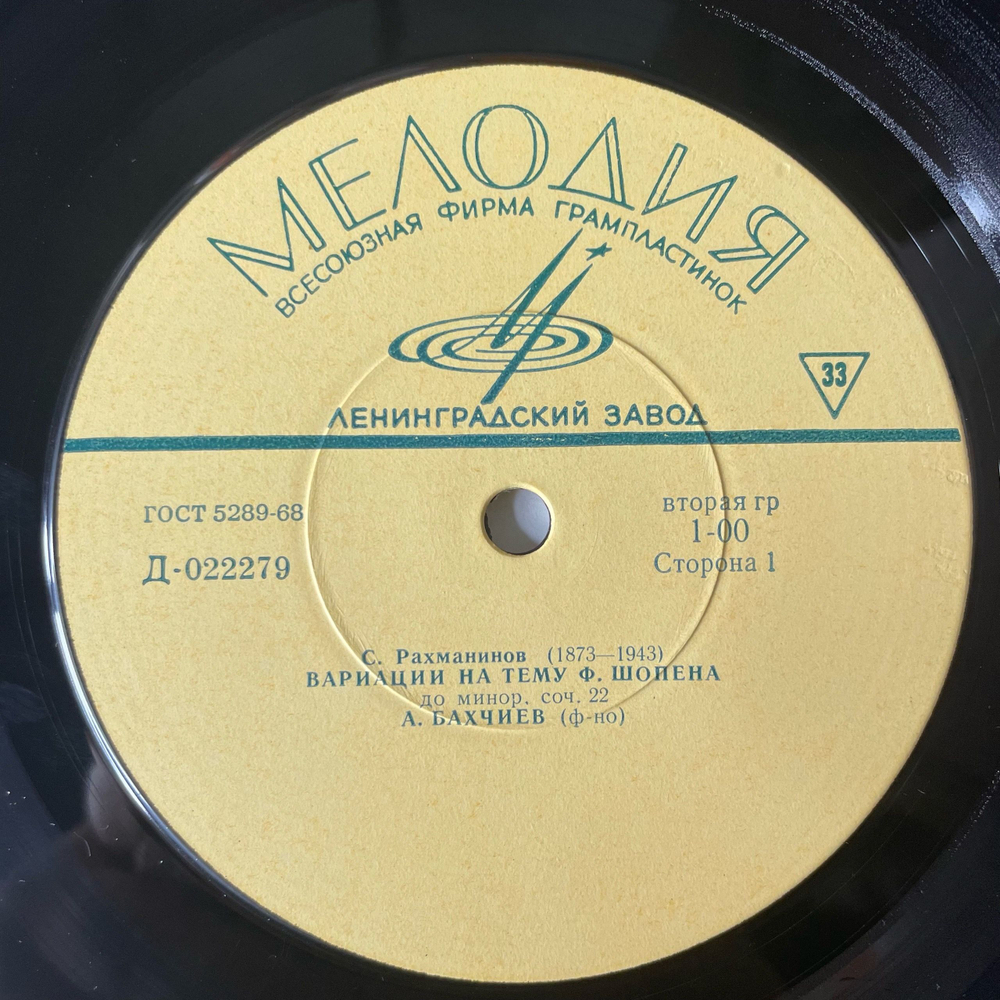 МЕЛОДИЯ
ВСЕСОЮЗНАЯ ФИРМА ГРАМПЛАСТИНОК
33
ЛЕНИНГРАДСКИЙ ЗАВОД
ГОСТ 5289-68
вторая гр
1-00
Д-022279
Сторона 1
С. Рахманинов (1873—1943)
ВАРИАЦИИ НА ТЕМУ Ф. ШОПЕНА
до минор, соч. 22
А. БАХЧИЕВ (ф-но)